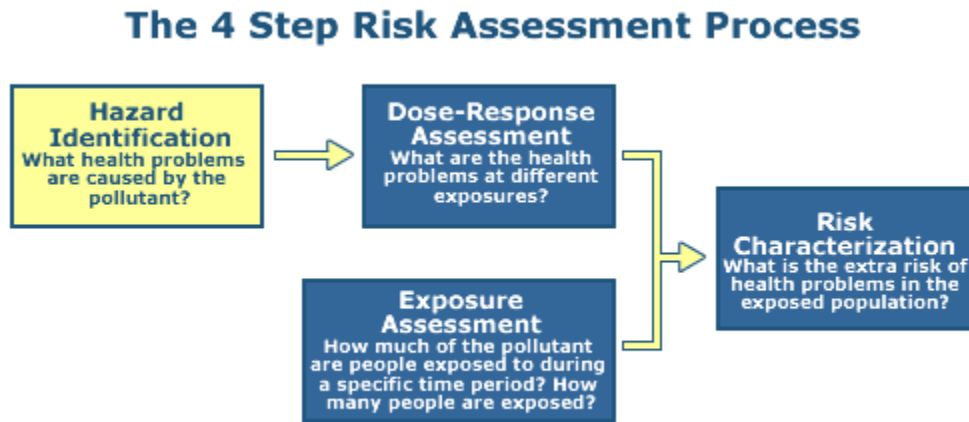 The 4 Step Risk Assessment Process
Hazard
Identification
What health problems
are caused by the
pollutant?
Dose-Response
Assessment
What are the health
problems at different
exposures?
Exposure
Assessment
How much of the pollutant
are people exposed to during
a specific time period? How
many people are exposed?
Risk
Characterization
What is the extra risk of
health problems in the
exposed population?